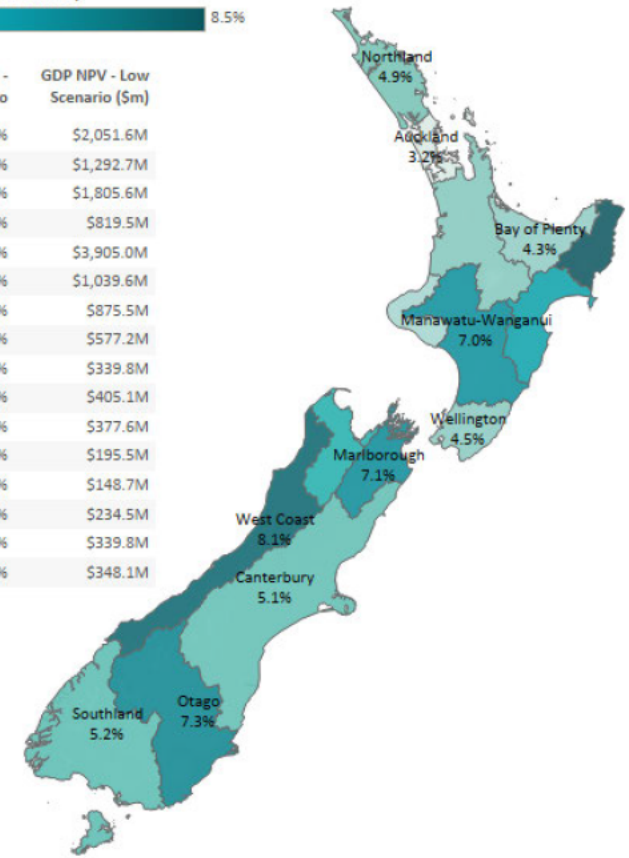 8.5%
- GDP NPV - Low
o Scenario ($m)
% $2,051.6M
% $1,292.7M
% $1,805.6M
% $819.5M
% $3,905.0M
% $1,039.6M
% $875.5M
% $577.2M
% $339.8M
% $405.1M
% $377.6M
% $195.5M
% $148.7M
% $234.5M
% $339.8M
% $348.1M
Northland
4.9%
Auckland
3.2%
Bay of Plenty
4.3%
Manawatu-Wanganui
7.0%
Wellington
4.5%
Marlborough
7.1%
West Coast
8.1%
Canterbury
5.1%
Otago
7.3%
Southland
5.2%